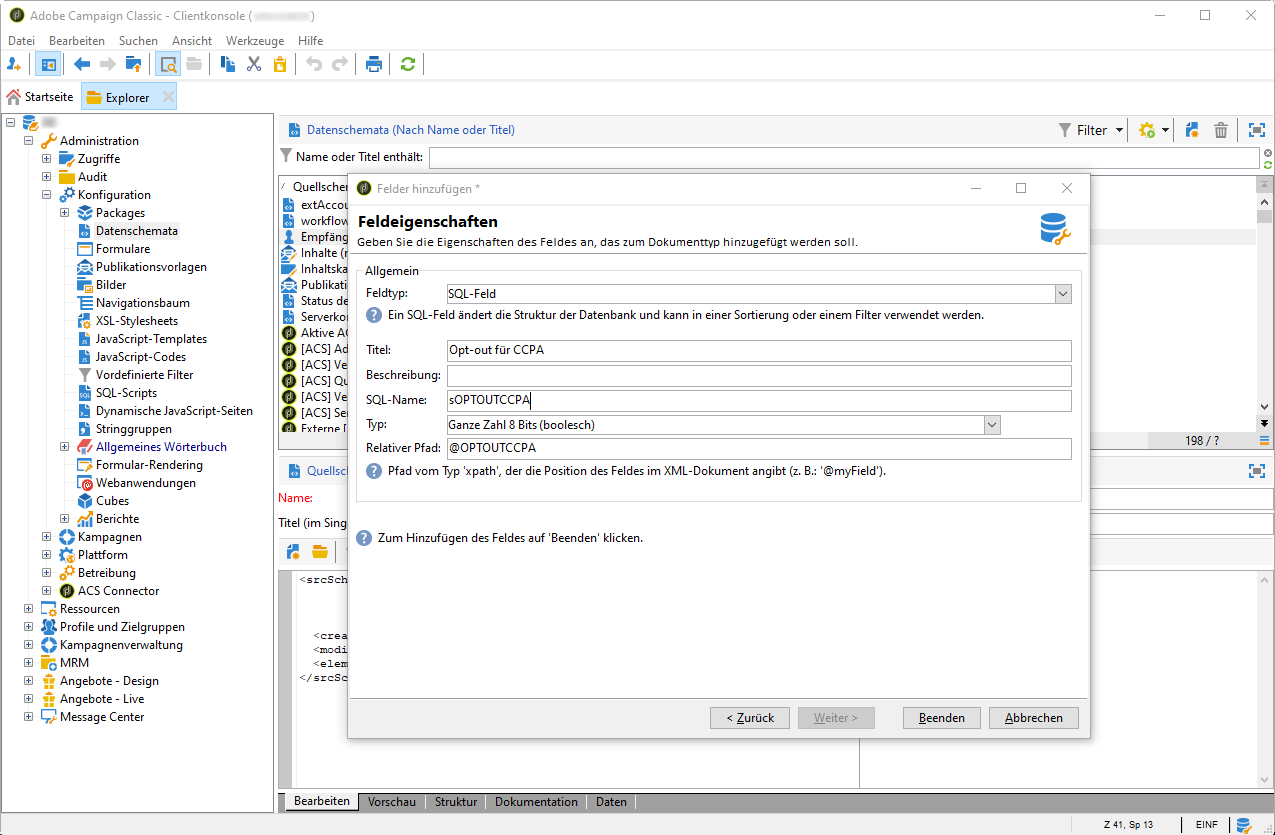 Adobe Campaign Classic - Clientkonsole (
)
Datei Bearbeiten Suchen Ansicht Werkzeuge Hilfe
Startseite Explorer
Administration
Zugriffe
Audit
Konfiguration
Packages
Datenschemata
Formulare
Publikationsvorlagen
Bilder
Navigationsbaum
XSL-Stylesheets
JavaScript-Templates
JavaScript-Codes
Vordefinierte Filter
SQL-Scripts
Dynamische JavaScript-Seiten
Stringgruppen
Allgemeines Wörterbuch
Formular-Rendering
Webanwendungen
Cubes
Berichte
Kampagnen
Plattform
Betreibung
ACS Connector
Ressourcen
Profile und Zielgruppen
Kampagnenverwaltung
MRM
Angebote - Design
Angebote - Live
Message Center
Datenschemata (Nach Name oder Titel)
Filter
Name oder Titel enthält:
Quellscher
extAccou
workflow
Empfäng
Inhalte (n
Inhaltska
Publikati
Status de
Serverkor
Aktive AC
[ACS] Ad
[ACS] Ve
[ACS] Qu
[ACS] Ve
[ACS] Ser
Externe [
198 / ?
Quellsch
Name:
Titel (im Sing
<srcSch
<crea
<modi
<elem
</srcSc
Felder hinzufügen *
Feldeigenschaften
Geben Sie die Eigenschaften des Feldes an, das zum Dokumenttyp hinzugefügt werden soll.
Allgemein
Feldtyp: SQL-Feld
Ein SQL-Feld ändert die Struktur der Datenbank und kann in einer Sortierung oder einem Filter verwendet werden.
Titel: Opt-out für CCPA
Beschreibung:
SQL-Name: sOPTOUTCCPA
Typ: Ganze Zahl 8 Bits (boolesch)
Relativer Pfad: @OPTOUTCCPA
Pfad vom Typ 'xpath', der die Position des Feldes im XML-Dokument angibt (z. B.: '@myField').
Zum Hinzufügen des Feldes auf 'Beenden' klicken.
< Zurück Weiter > Beenden Abbrechen
Bearbeiten Vorschau Struktur Dokumentation Daten
Z 41, Sp 13 EINF